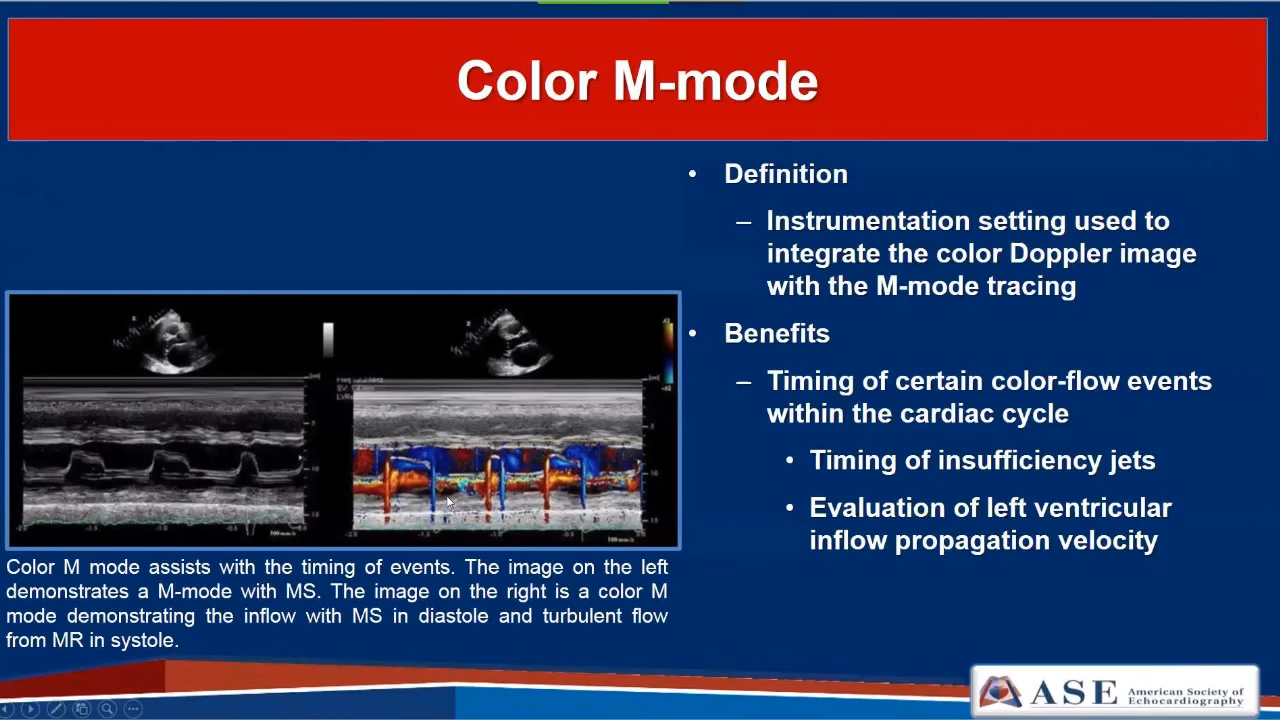 Color M-mode
• Definition
– Instrumentation setting used to
integrate the color Doppler image
with the M-mode tracing
• Benefits
– Timing of certain color-flow events
within the cardiac cycle
• Timing of insufficiency jets
• Evaluation of left ventricular
inflow propagation velocity
Color M mode assists with the timing of events. The image on the left
demonstrates a M-mode with MS. The image on the right is a color M
mode demonstrating the inflow with MS in diastole and turbulent flow
from MR in systole.
ASE American Society of
Echocardiography